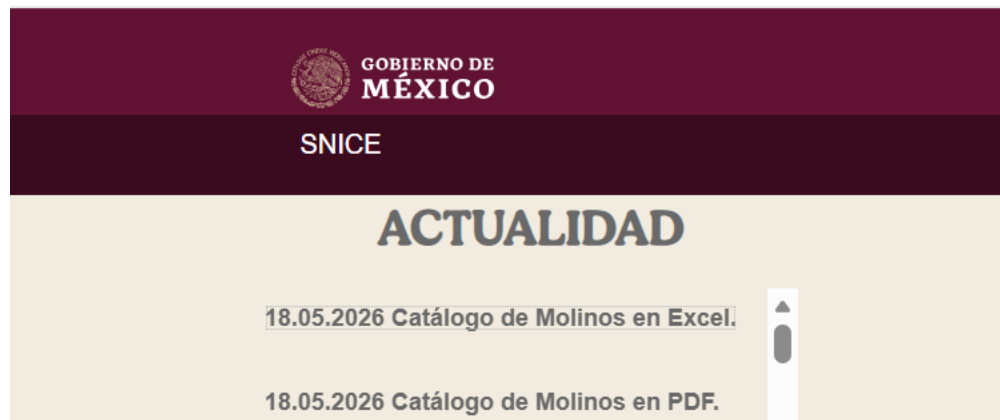 GOBIERNO DE
MÉXICO
SNICE
ACTUALIDAD
18.05.2026 Catálogo de Molinos en Excel.
18.05.2026 Catálogo de Molinos en PDF.